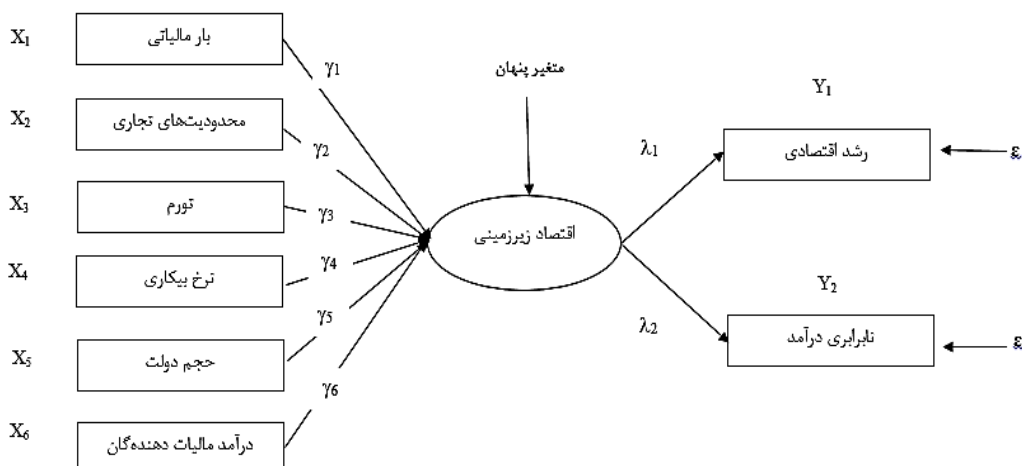 X1
بار مالیاتی
γ1
X2
محدودیت‌های تجاری
γ2
X3
تورم
γ3
X4
نرخ بیکاری
γ4
X5
حجم دولت
γ5
X6
درآمد مالیات دهنده‌گان
γ6
متغیر پنهان
اقتصاد زیرزمینی
λ1
Y1
رشد اقتصادی
ε
λ2
Y2
نابرابری درآمد
ε